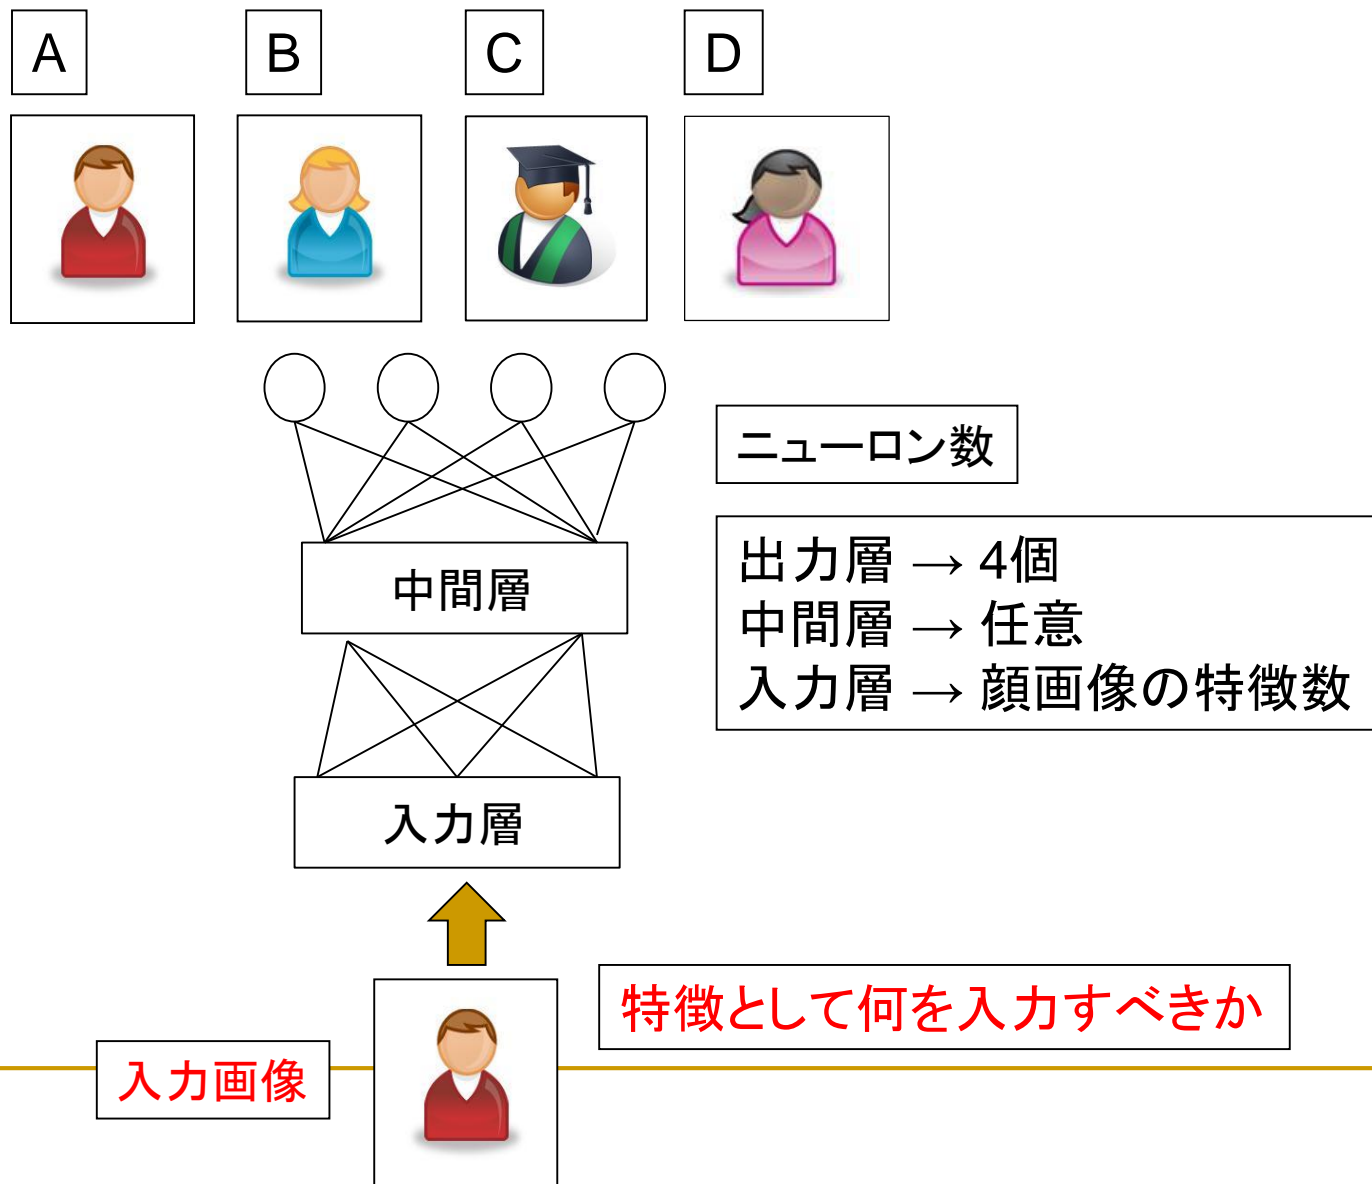 A
B
C
D
ニューロン数
出力層 → 4個
中間層 → 任意
入力層 → 顔画像の特徴数
中間層
入力層
特徴として何を入力すべきか
入力画像